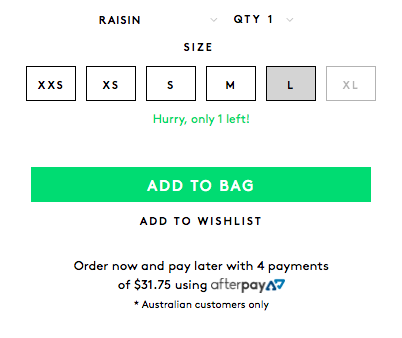 RAISIN QTY 1
SIZE
XXS XS S M L XL
Hurry, only 1 left!
ADD TO BAG
ADD TO WISHLIST
Order now and pay later with 4 payments
of $31.75 using afterpay
* Australian customers only